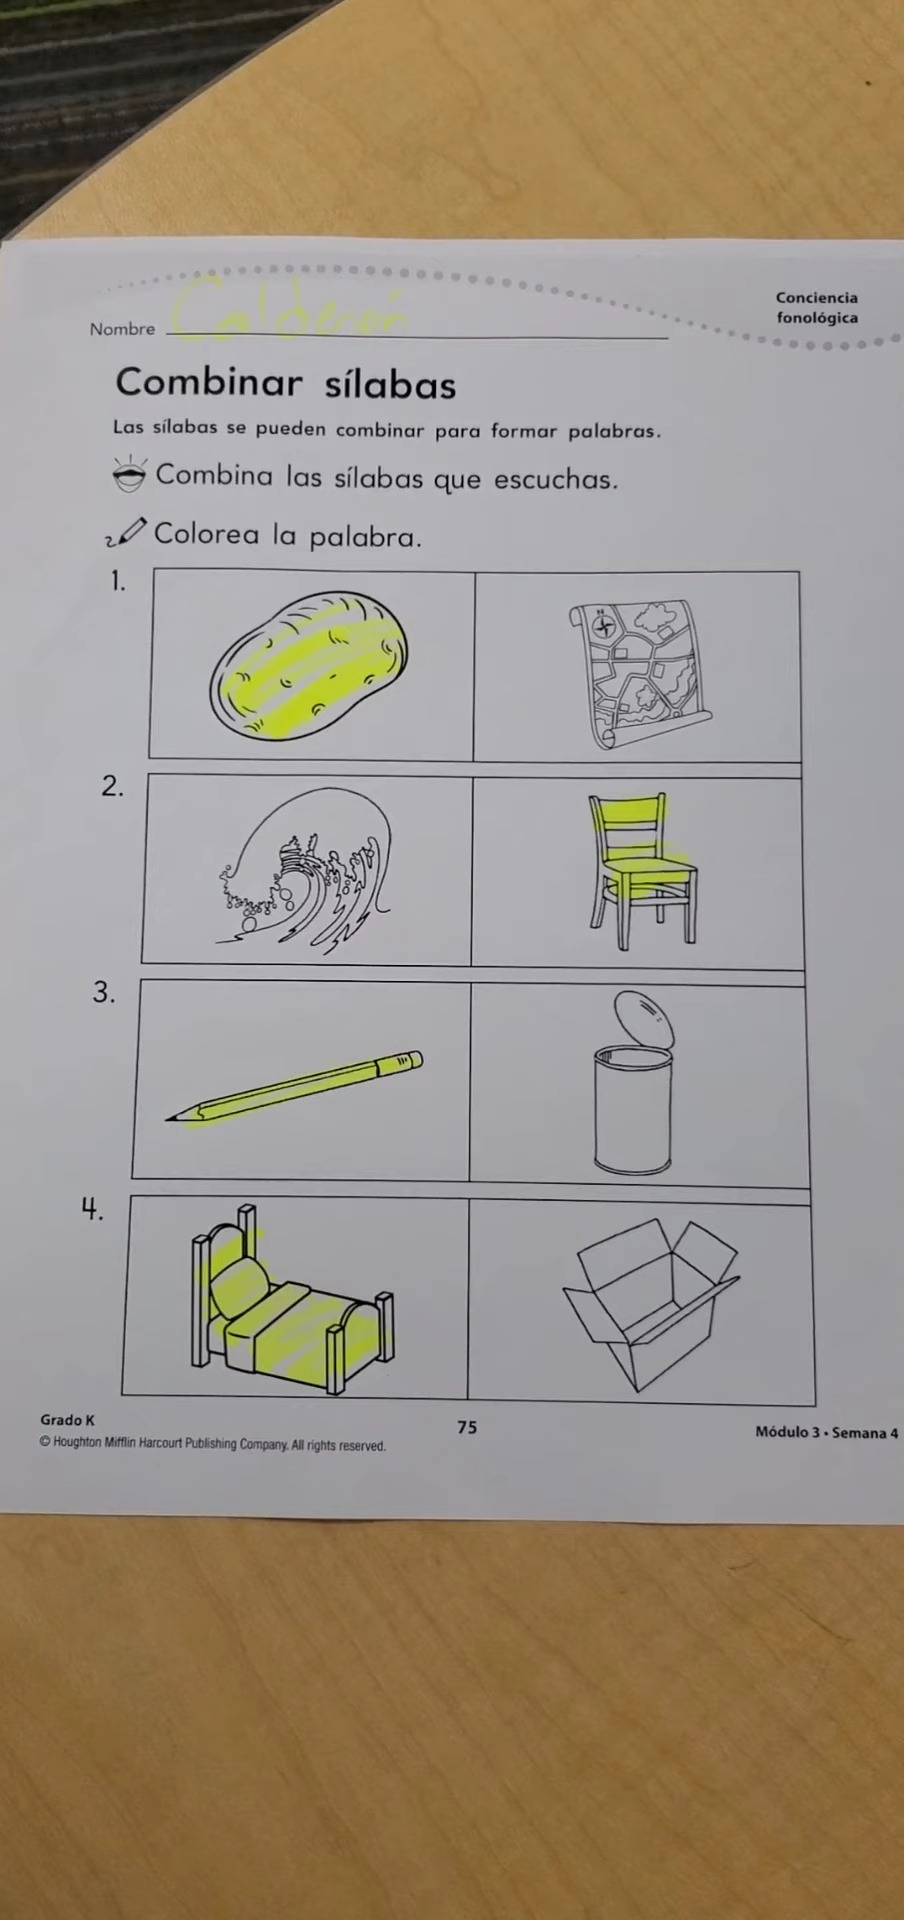 Conciencia
fonológica
Nombre Calderón
Combinar sílabas
Las sílabas se pueden combinar para formar palabras.
Combina las sílabas que escuchas.
Colorea la palabra.
1.
N
2.
3.
4.
Grado K
© Houghton Mifflin Harcourt Publishing Company. All rights reserved.
75
Módulo 3 • Semana 4